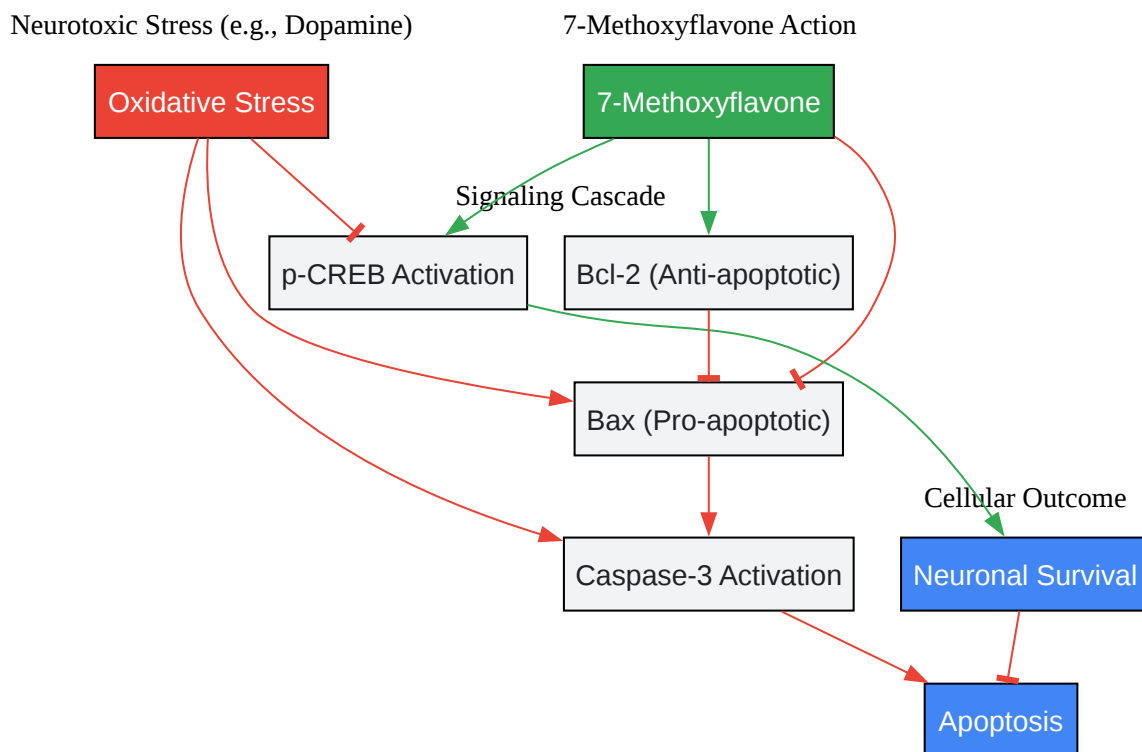 Neurotoxic Stress (e.g., Dopamine)
7-Methoxyflavone Action
Oxidative Stress
7-Methoxyflavone
Signaling Cascade
p-CREB Activation
Bcl-2 (Anti-apoptotic)
Bax (Pro-apoptotic)
Cellular Outcome
Caspase-3 Activation
Neuronal Survival
Apoptosis